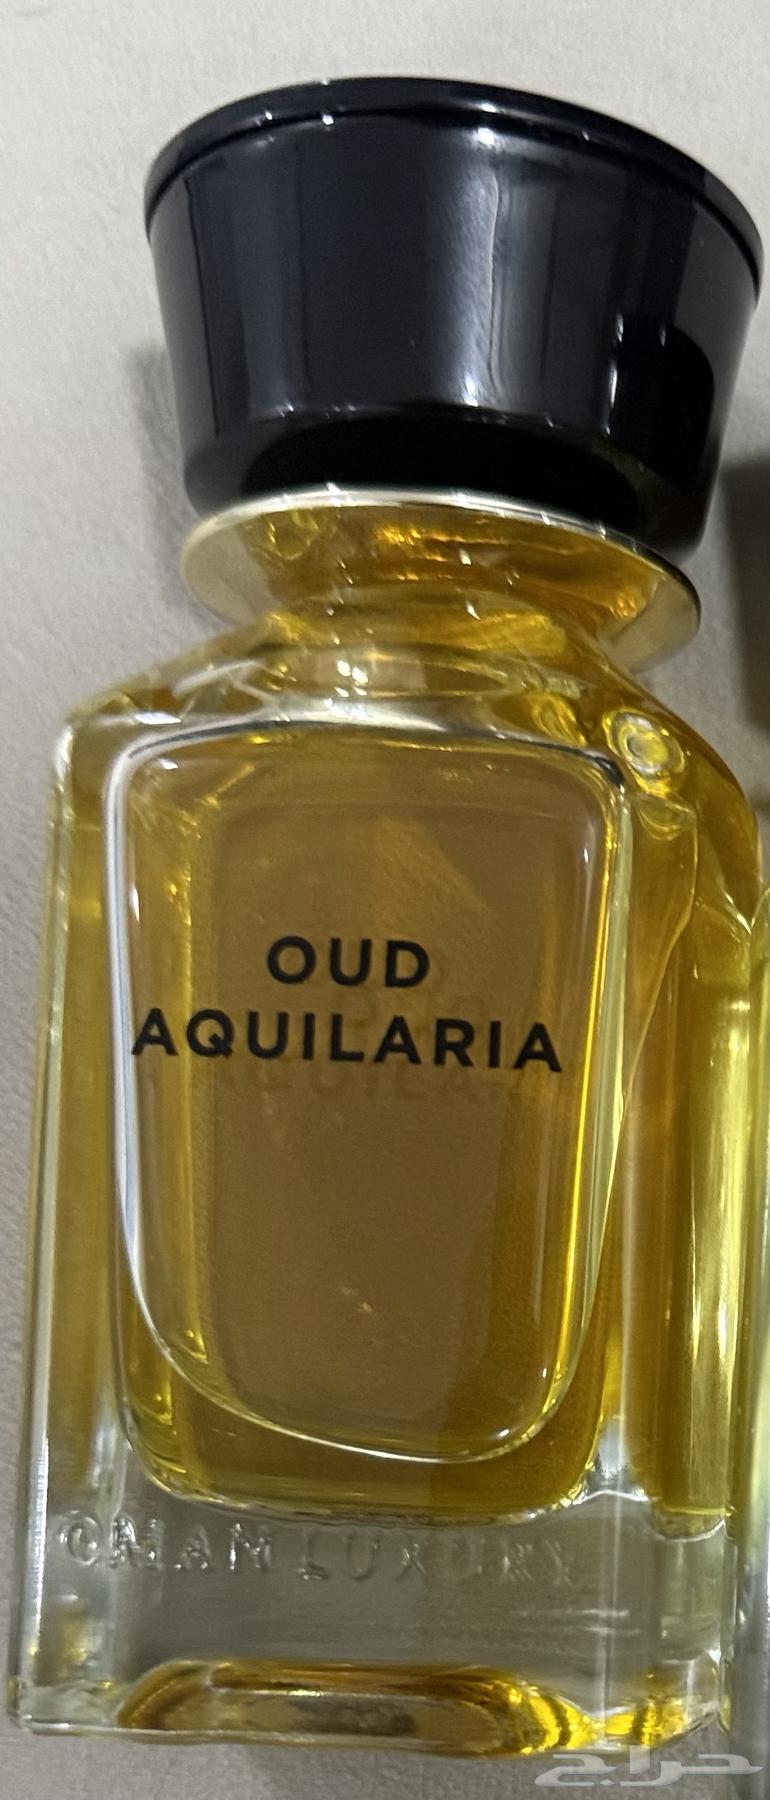 OUD
AQUILARIA
OMAN LUXURY
حراج